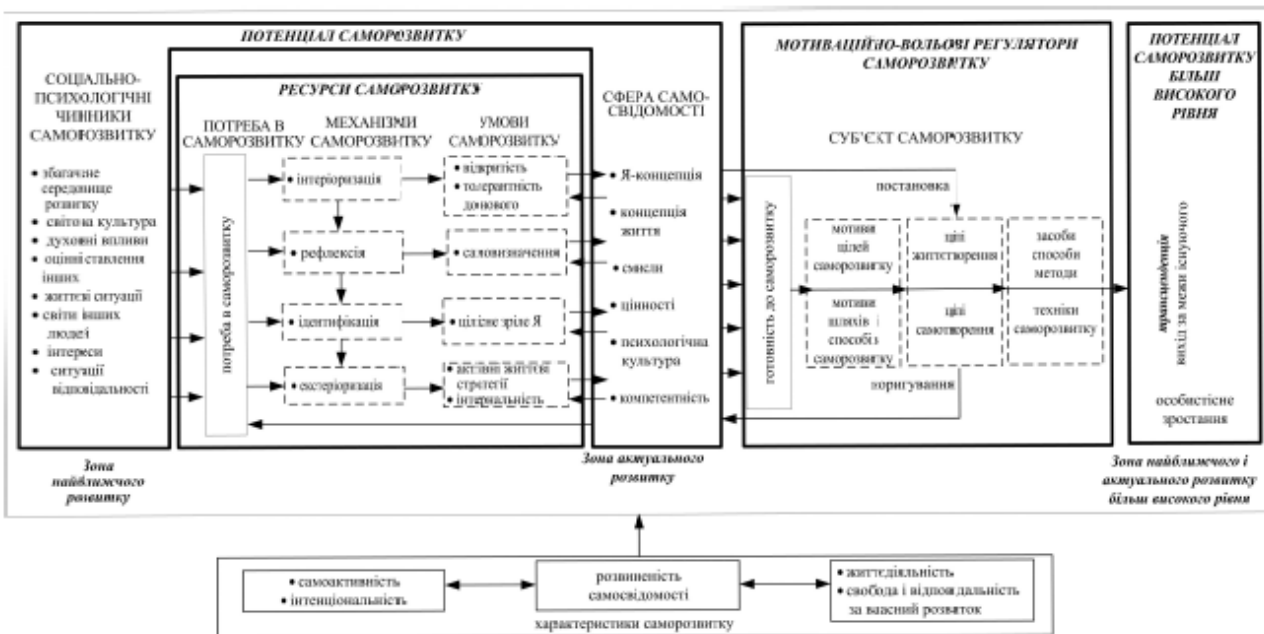 ПОТЕНЦІАЛ САМОРОЗВИТКУ
СОЦІАЛЬНО-
ПСИХОЛОГІЧНІ
ЧИННИКИ
САМОРОЗВИТКУ
• збагачене
середовище
розвитку
• світова культура
• духовні впливи
• оцінні ставлення
інших
• життєві ситуації
• світи інших
людей
• інтереси
• ситуації
відповідальності
РЕСУРСИ САМОРОЗВИТКУ
ПОТРЕБА В
САМОРОЗВИТКУ
потреба в саморозвитку
МЕХАНІЗМИ
САМОРОЗВИТКУ
• інтеріоризація
• рефлексія
• ідентифікація
• екстеріоризація
УМОВИ
САМОРОЗВИТКУ
• відкритість
• толерантність
до нового
• самовизначення
• цілісне зріле Я
• активні життєві
стратегії
• інтернальність
СФЕРА САМО-
СВІДОМОСТІ
• Я-концепція
• концепція
життя
• смисли
• цінності
• психологічна
культура
• компетентність
МОТИВАЦІЙНО-ВОЛЬОВІ РЕГУЛЯТОРИ
САМОРОЗВИТКУ
СУБ'ЄКТ САМОРОЗВИТКУ
готовність до саморозвитку
постановка
мотиви
цілей
саморозвитку
цілі
життєтворення
засоби
способи
методи
мотиви
шляхів і
способів
саморозвитку
цілі
самотворення
техніки
саморозвитку
коригування
ПОТЕНЦІАЛ
САМОРОЗВИТКУ
БІЛЬШ
ВИСОКОГО
РІВНЯ
трансценденція
вихід за межи існуючого
особистісне
зростання
Зона
найближчого
розвитку
Зона актуального
розвитку
Зона найближчого і
актуального розвитку
більш високого рівня
• самоактивність
• інтенціональність
розвиненість
самосвідомості
• життєдіяльність
• свобода і відповідальність
за власний розвиток
характеристики саморозвитку